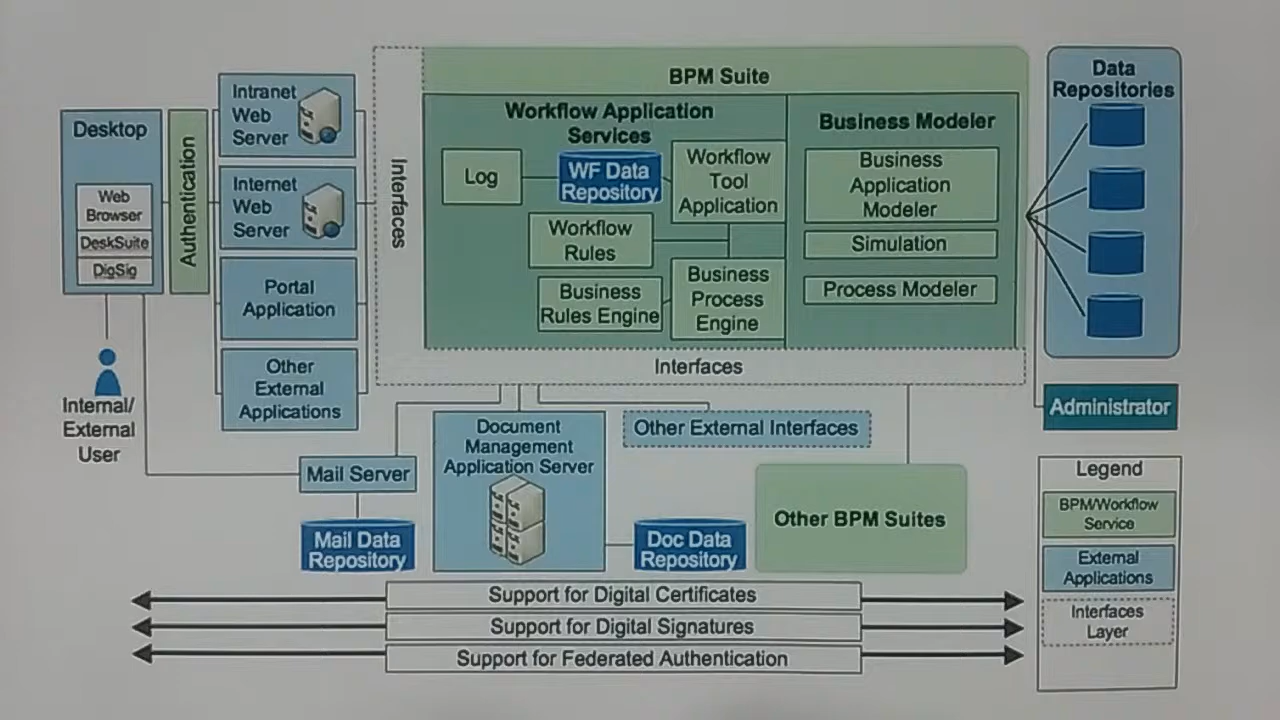 Desktop
Web
Browser
DeskSuite
DigSig
Internal/
External
User
Authentication
Intranet
Web
Server
Internet
Web
Server
Portal
Application
Other
External
Applications
Interfaces
BPM Suite
Workflow Application
Services
Log
WF Data
Repository
Workflow
Tool
Application
Workflow
Rules
Business
Rules Engine
Business
Process
Engine
Business Modeler
Business
Application
Modeler
Simulation
Process Modeler
Interfaces
Data
Repositories
Administrator
Mail Server
Mail Data
Repository
Document
Management
Application Server
Doc Data
Repository
Other External Interfaces
Other BPM Suites
Support for Digital Certificates
Support for Digital Signatures
Support for Federated Authentication
Legend
BPM/Workflow
Service
External
Applications
Interfaces
Layer